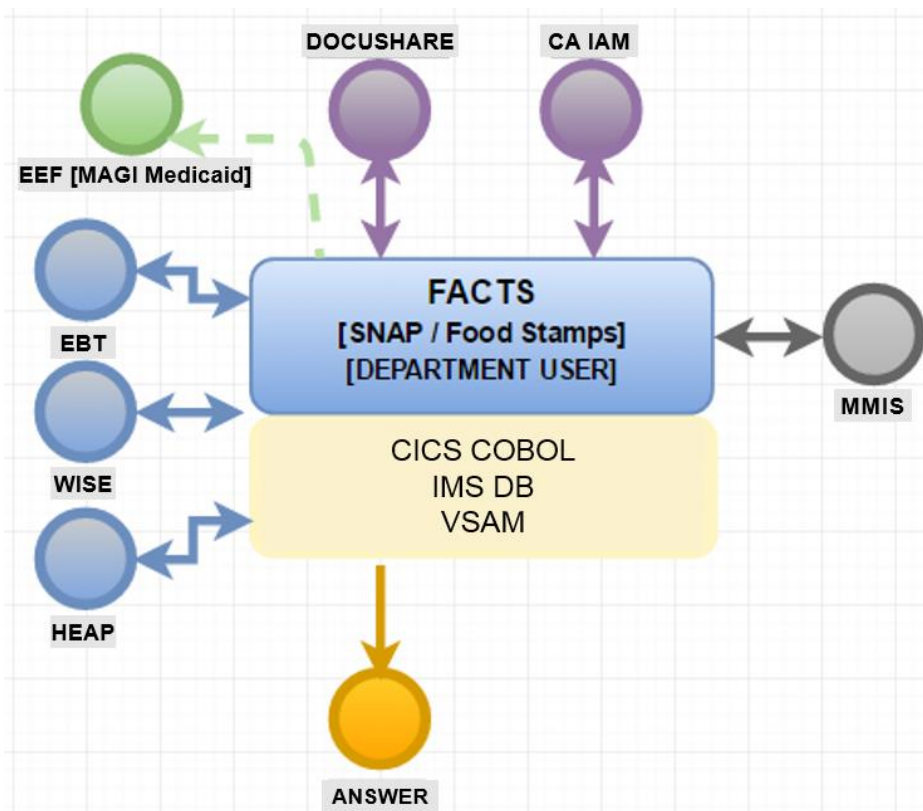 DOCUSHARE
CA IAM
EEF [MAGI Medicaid]
FACTS
[SNAP / Food Stamps]
[DEPARTMENT USER]
EBT
MMIS
WISE
CICS COBOL
IMS DB
VSAM
HEAP
ANSWER